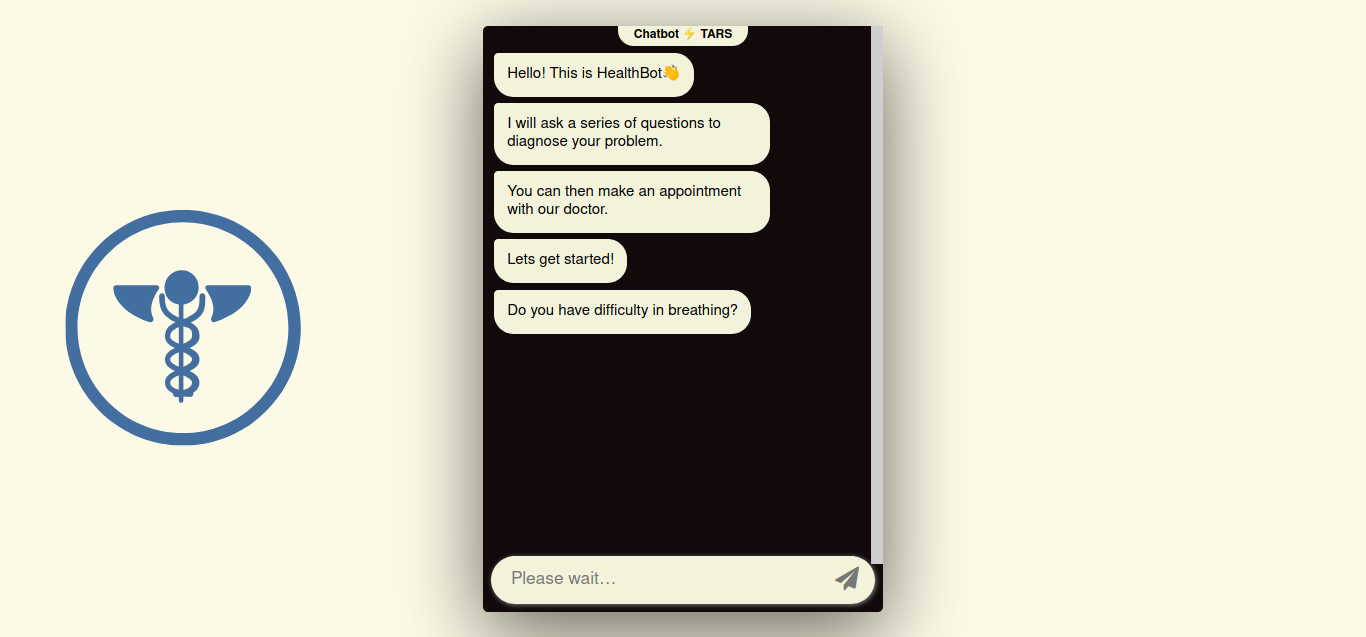 Chatbot ⚡ TARS
Hello! This is HealthBot👋
I will ask a series of questions to
diagnose your problem.
You can then make an appointment
with our doctor.
Lets get started!
Do you have difficulty in breathing?
Please wait…